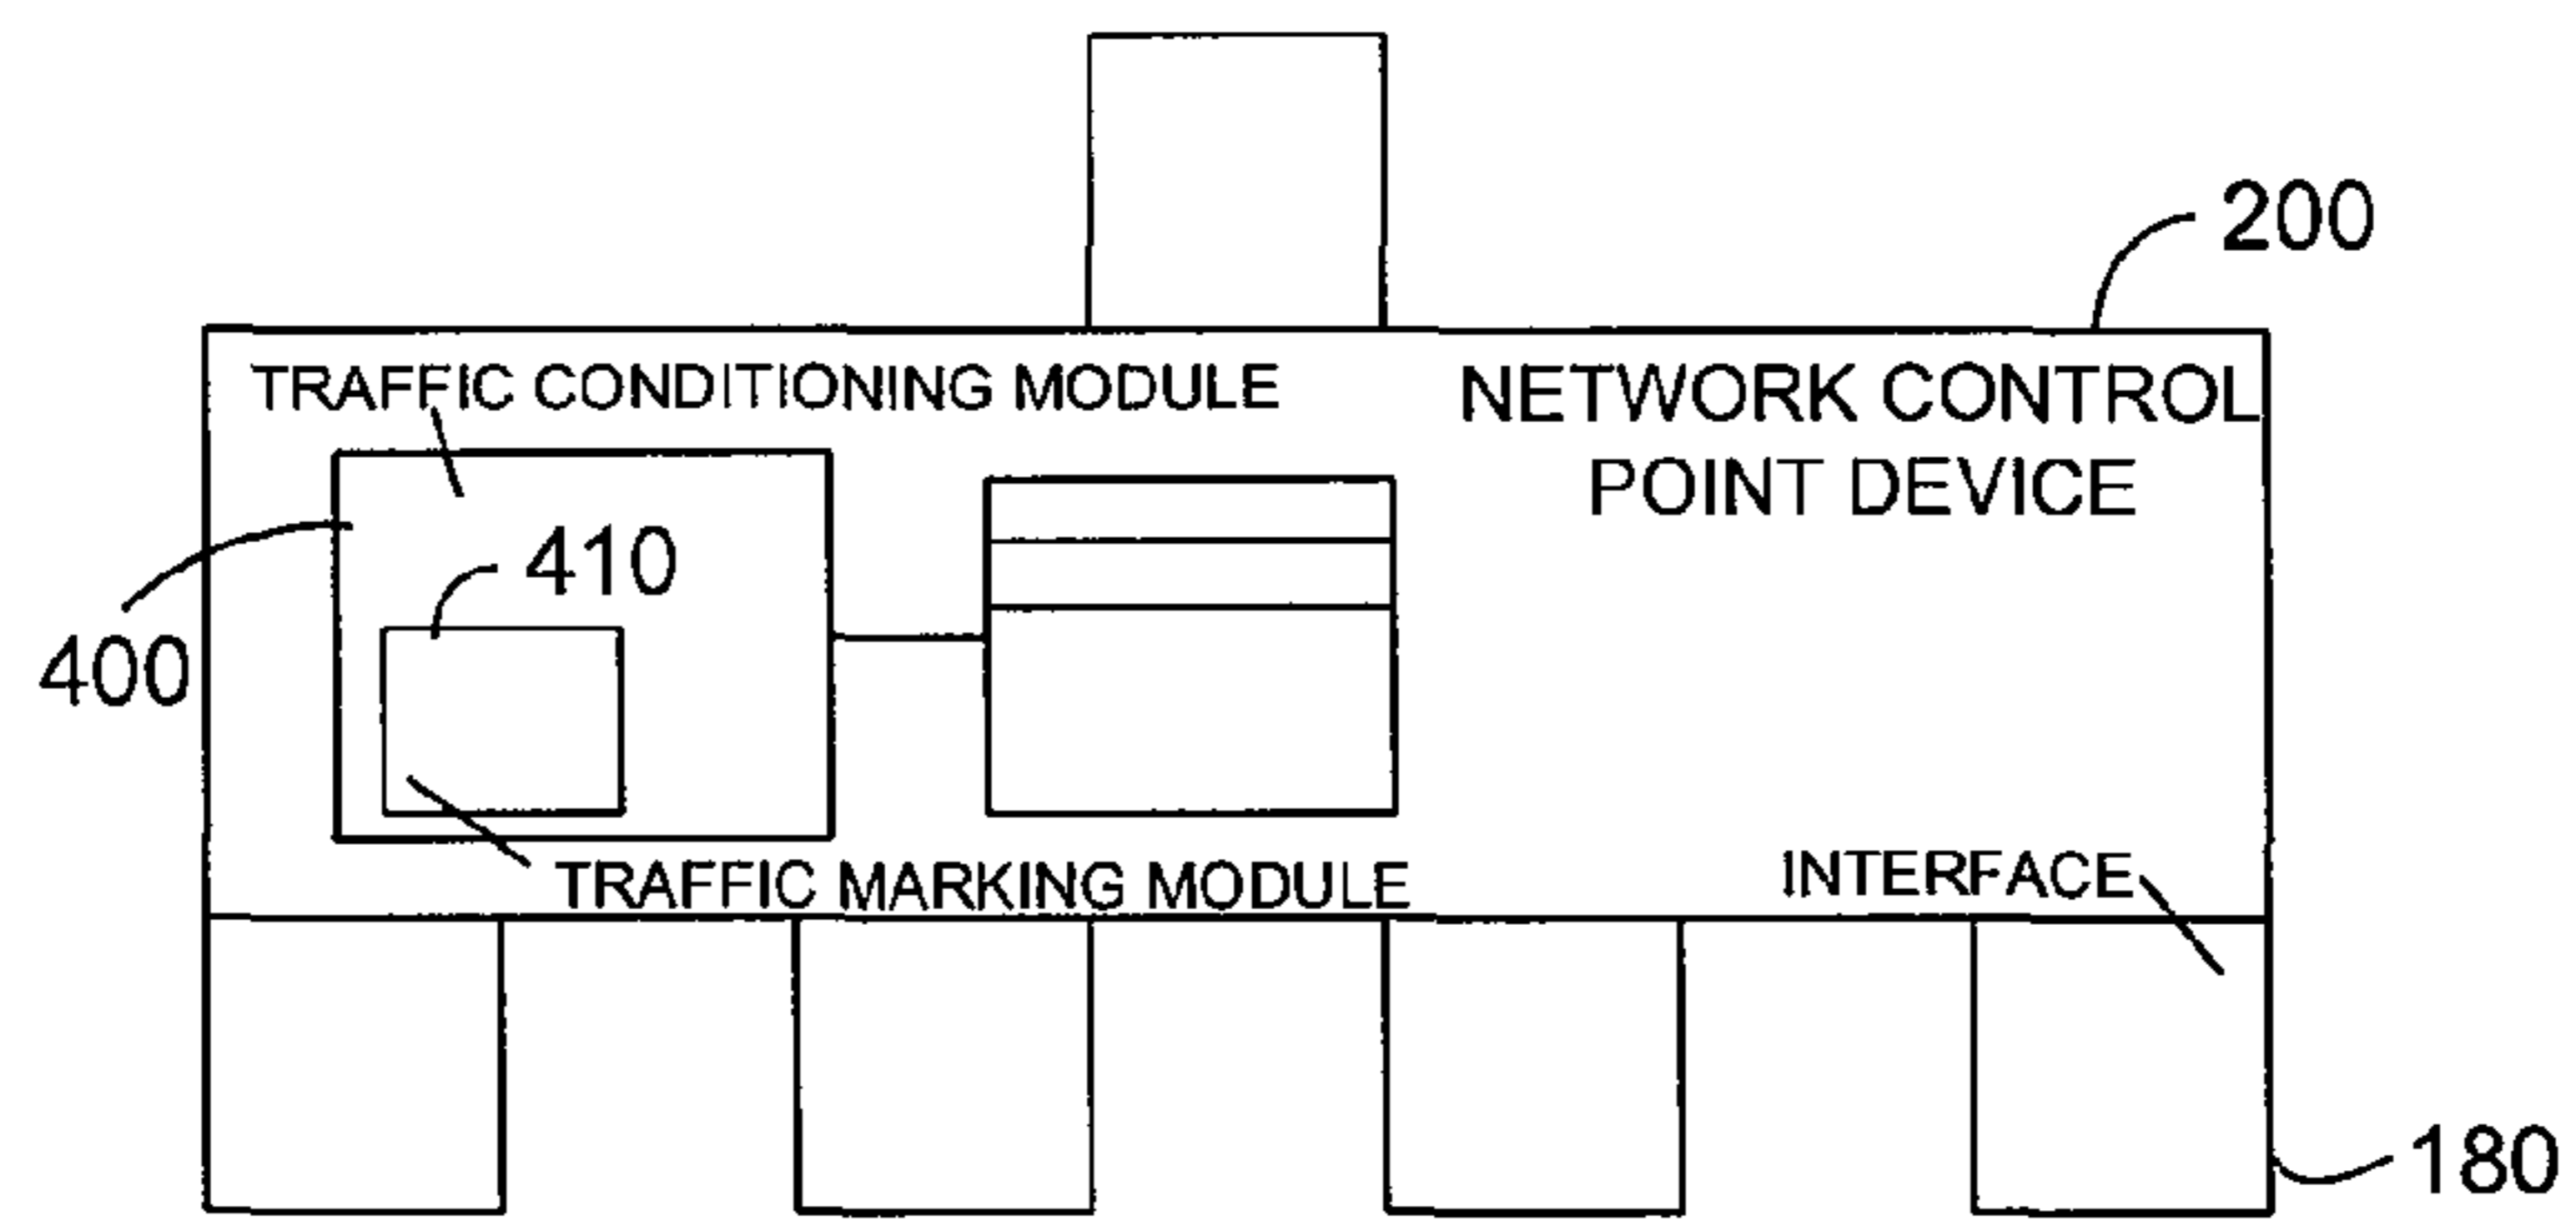 200
TRAFFIC CONDITIONING MODULE
NETWORK CONTROL
POINT DEVICE
410
400
TRAFFIC MARKING MODULE
INTERFACE
180